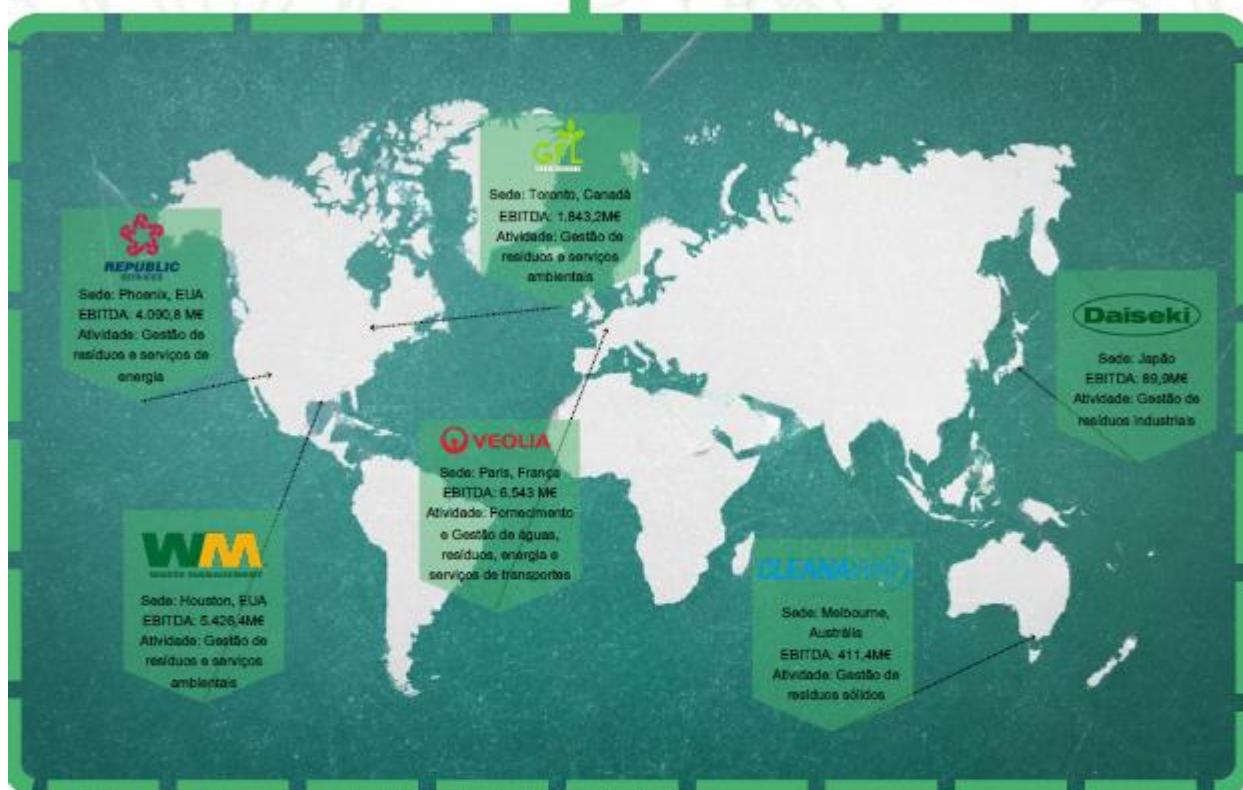 GFL
Sede: Toronto, Canadá
EBITDA: 1.843,2M€
Atividade: Gestão de
resíduos e serviços
ambientais
REPUBLIC
SERVICES
Sede: Phoenix, EUA
EBITDA: 4.090,8 M€
Atividade: Gestão de
resíduos e serviços de
energia
Daiseki
Sede: Japão
EBITDA: 89,9M€
Atividade: Gestão de
resíduos industriais
VEOLIA
Sede: Paris, França
EBITDA: 6.543 M€
Atividade: Fornecimento
e Gestão de águas,
resíduos, energia e
serviços de transportes
WM
WASTE MANAGEMENT
Sede: Houston, EUA
EBITDA: 5.426,4M€
Atividade: Gestão de
resíduos e serviços
ambientais
CLEANAWAY
Sede: Melbourne,
Austrália
EBITDA: 411,4M€
Atividade: Gestão de
resíduos sólidos